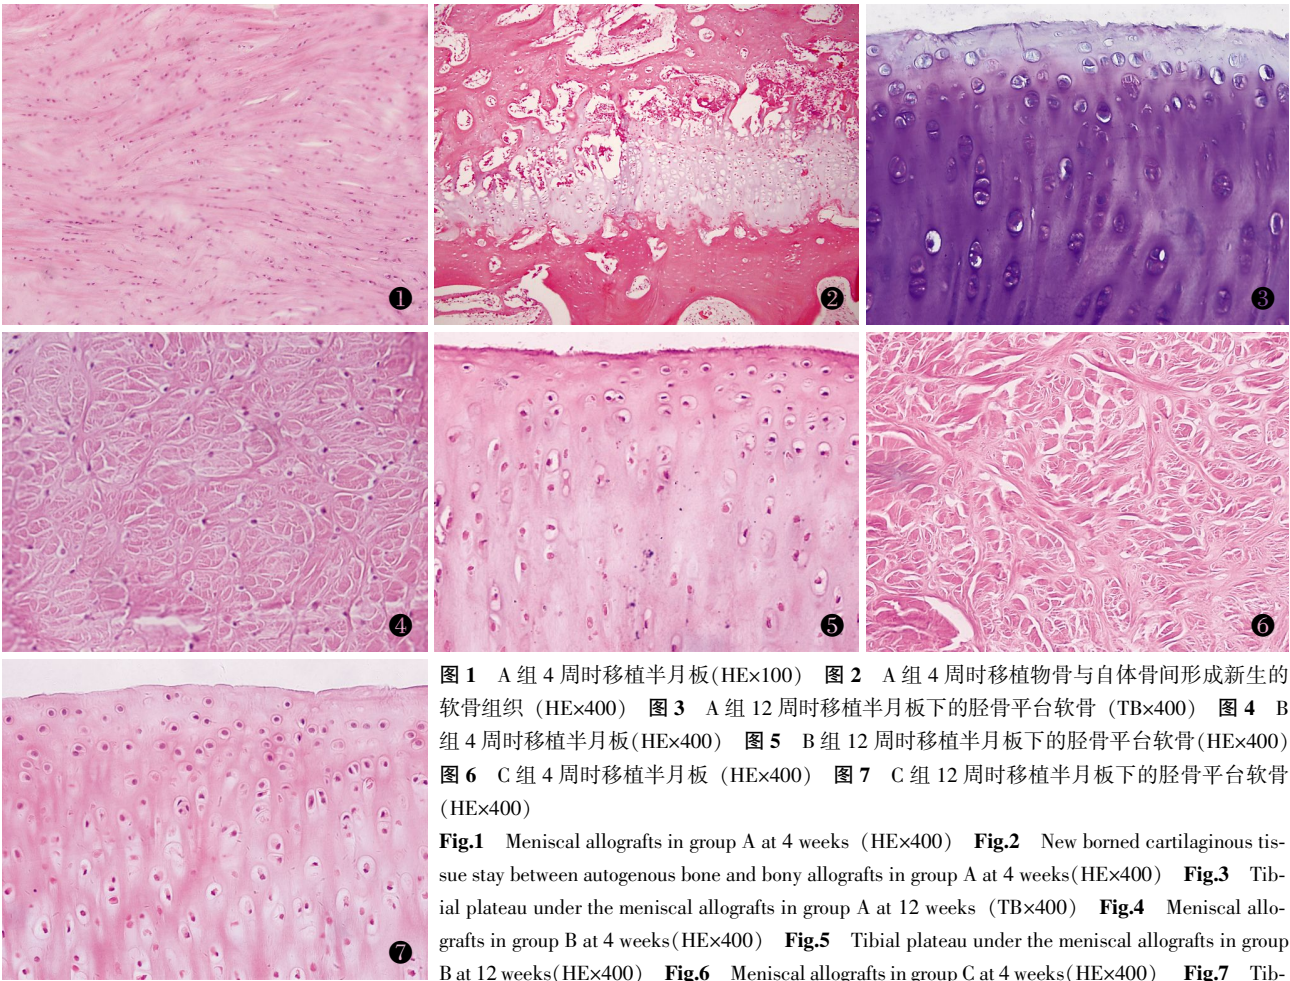 ❶
❷
❸
❹
❺
❻
❼
图 1 A 组 4 周时移植半月板(HE×100) 图 2 A 组 4 周时移植物骨与自体骨间形成新生的
软骨组织 (HE×400) 图 3 A 组 12 周时移植半月板下的胫骨平台软骨 (TB×400) 图 4 B
组 4 周时移植半月板(HE×400) 图 5 B 组 12 周时移植半月板下的胫骨平台软骨(HE×400)
图 6 C 组 4 周时移植半月板 (HE×400) 图 7 C 组 12 周时移植半月板下的胫骨平台软骨
(HE×400)
Fig.1 Meniscal allografts in group A at 4 weeks (HE×400) Fig.2 New borned cartilaginous tis-
sue stay between autogenous bone and bony allografts in group A at 4 weeks(HE×400) Fig.3 Tib-
ial plateau under the meniscal allografts in group A at 12 weeks (TB×400) Fig.4 Meniscal allo-
grafts in group B at 4 weeks(HE×400) Fig.5 Tibial plateau under the meniscal allografts in group
B at 12 weeks(HE×400) Fig.6 Meniscal allografts in group C at 4 weeks(HE×400) Fig.7 Tib-